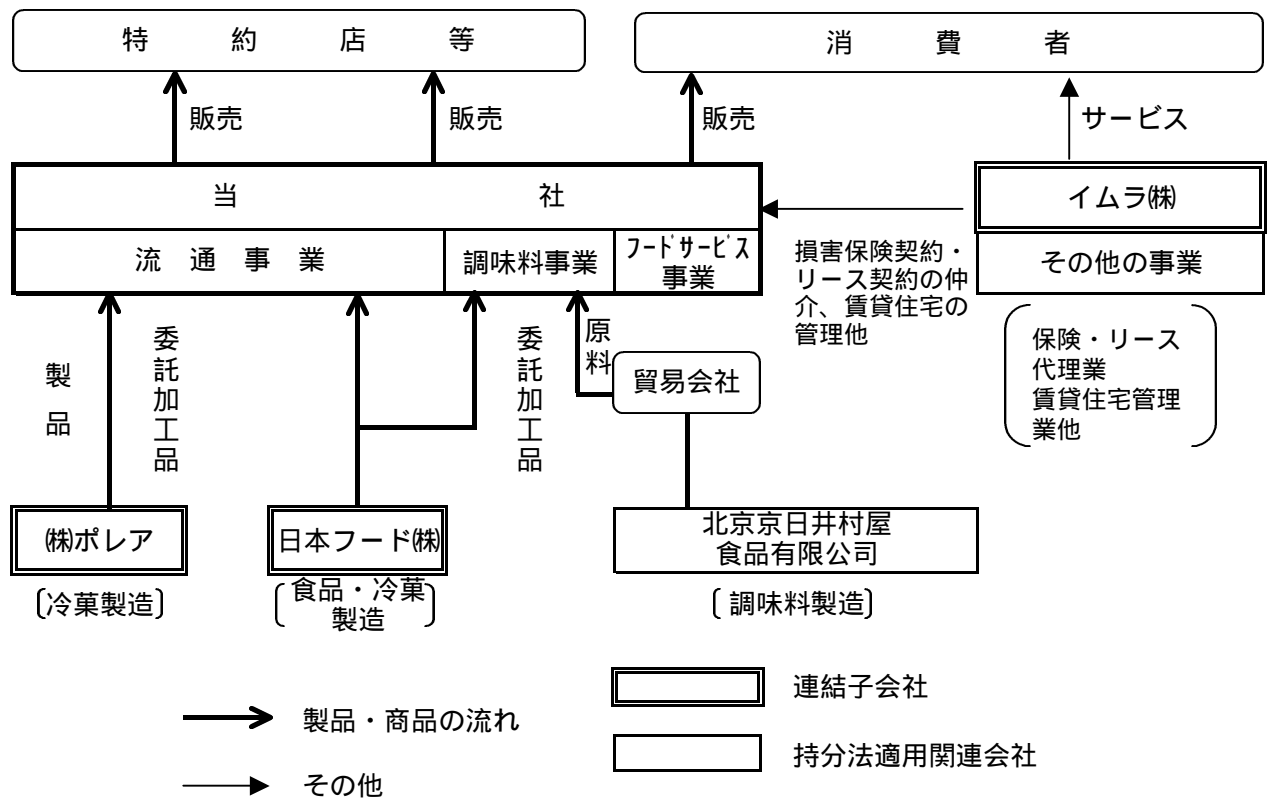 特約店等
消費者
販売
販売
販売
サービス
当社
イムラ㈱
流通事業
調味料事業
ﾌｰﾄﾞｻｰﾋﾞｽ
事業
その他の事業
損害保険契約・
リース契約の仲
介、賃貸住宅の
管理他
保険・リース
代理業
賃貸住宅管理
業他
製品
委託加工品
委託加工品
原料
貿易会社
㈱ポレア
日本フード㈱
北京京日井村屋
食品有限公司
〔冷菓製造〕
〔食品・冷菓
製造〕
〔調味料製造〕
製品・商品の流れ
その他
連結子会社
持分法適用関連会社